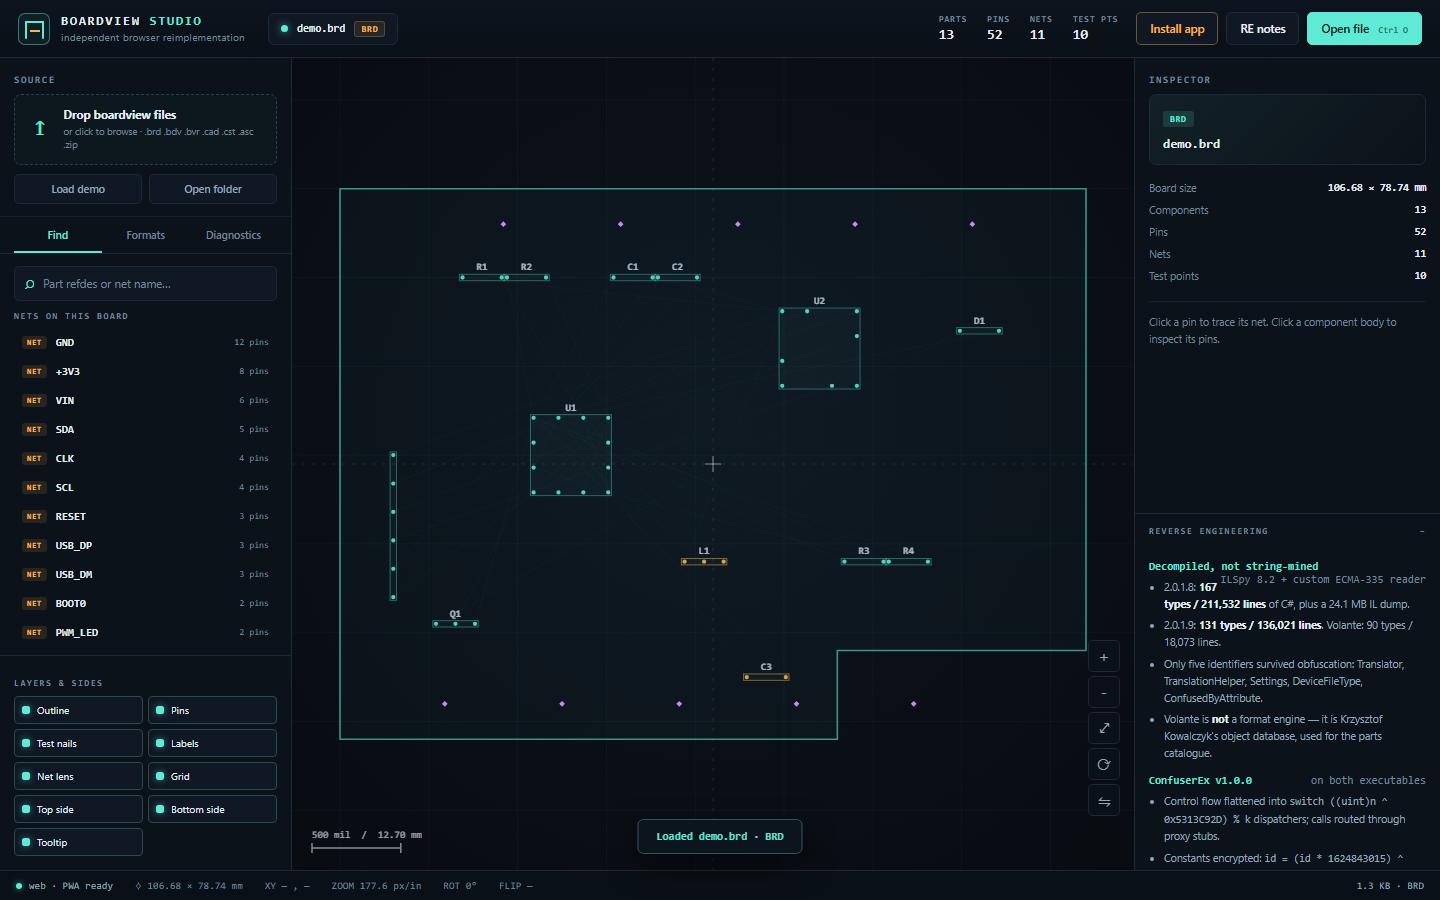 BOARDVIEW STUDIO
independent browser reimplementation
demo.brd BRD
PARTS
13
PINS
52
NETS
11
TEST PTS
10
Install app
RE notes
Open file Ctrl O
SOURCE
Drop boardview files
or click to browse · .brd .bdv .bvr .cad .cst .asc
.zip
Load demo
Open folder
Find
Formats
Diagnostics
Part refdes or net name...
NETS ON THIS BOARD
NET GND 12 pins
NET +3V3 8 pins
NET VIN 6 pins
NET SDA 5 pins
NET CLK 4 pins
NET SCL 4 pins
NET RESET 3 pins
NET USB_DP 3 pins
NET USB_DM 3 pins
NET BOOT0 2 pins
NET PWM_LED 2 pins
LAYERS & SIDES
Outline
Pins
Test nails
Labels
Net lens
Grid
Top side
Bottom side
Tooltip
R1
R2
C1
C2
U2
D1
U1
L1
R3
R4
Q1
C3
500 mil / 12.70 mm
Loaded demo.brd · BRD
+
-
INSPECTOR
BRD
demo.brd
Board size 106.68 × 78.74 mm
Components 13
Pins 52
Nets 11
Test points 10
Click a pin to trace its net. Click a component body to
inspect its pins.
REVERSE ENGINEERING –
Decompiled, not string-mined
ILSpy 8.2 + custom ECMA-335 reader
• 2.0.1.8: 167
types / 211,532 lines of C#, plus a 24.1 MB IL dump.
• 2.0.1.9: 131 types / 136,021 lines. Volante: 90 types /
18,073 lines.
• Only five identifiers survived obfuscation: Translator,
TranslationHelper, Settings, DeviceFileType,
ConfusedByAttribute.
• Volante is not a format engine — it is Krzysztof
Kowalczyk's object database, used for the parts
catalogue.
ConfuserEx v1.0.0 on both executables
• Control flow flattened into switch ((uint)n ^
0x5313C92D) % k dispatchers; calls routed through
proxy stubs.
• Constants encrypted: id = (id * 1624843015) ^
web · PWA ready
◊ 106.68 × 78.74 mm
XY — , —
ZOOM 177.6 px/in
ROT 0°
FLIP —
1.3 KB · BRD